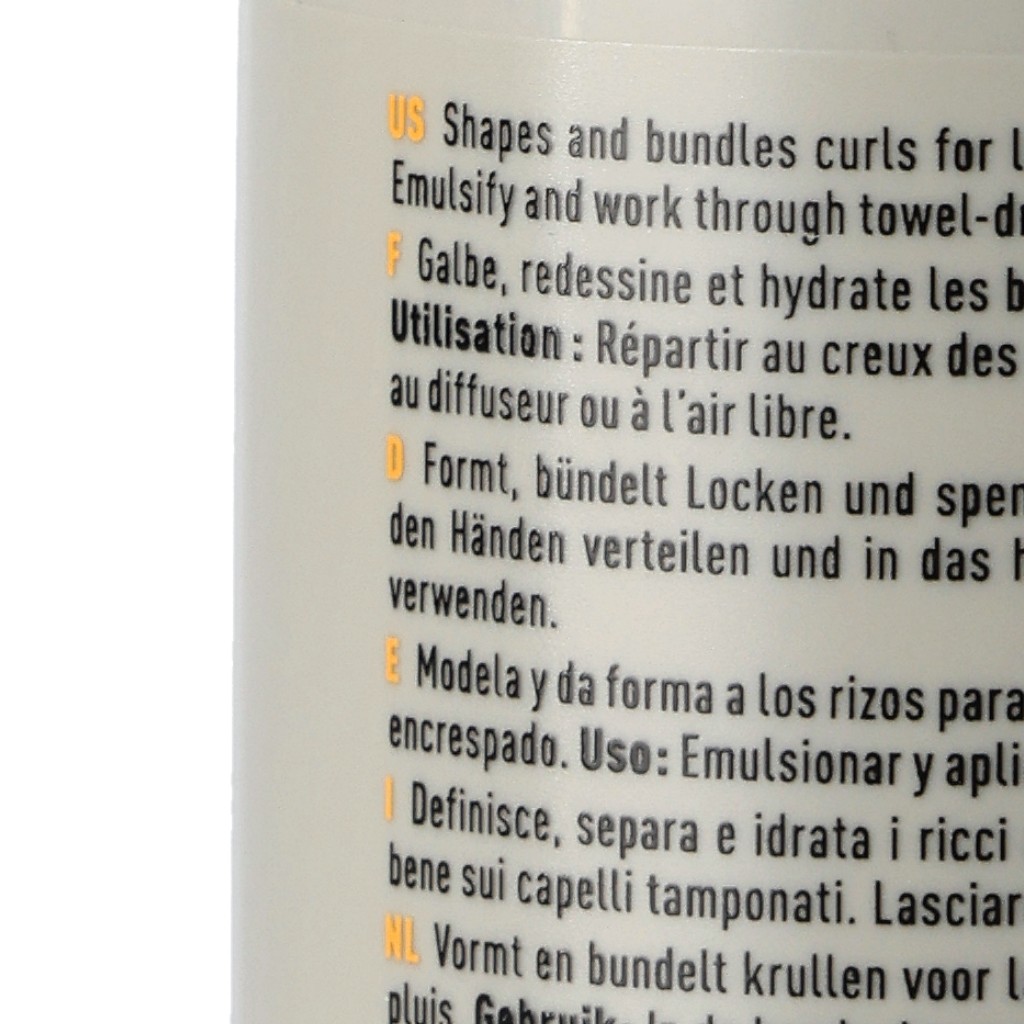 US Shapes and bundles curls for
Emulsify and work through
F Galbe, redessine et hydrate les
Utilisation : Répartir au creux des
au diffuseur ou à l'air libre.
D Formt, bündelt Locken und
den Händen verteilen und in das
verwenden.
E Modela y da forma a los rizos para
encrespado. Uso: Emulsionar y
I Definisce, separa e idrata i ricci
bene sui capelli tamponati. Lasciar
NL Vormt en bundelt krullen voor
pluis. Gebruik: